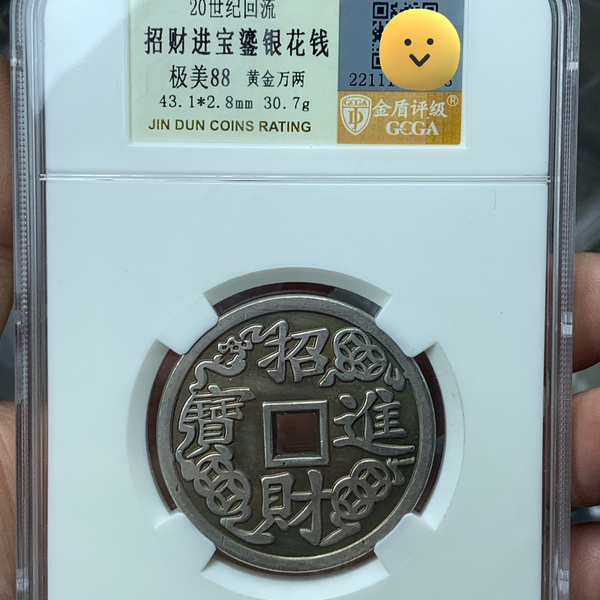 20世纪回流
招财进宝鎏银花钱
极美88 黄金万两
43.1*2.8mm 30.7g
JIN DUN COINS RATING
金盾评级®
GCGA
招
進
財
寶